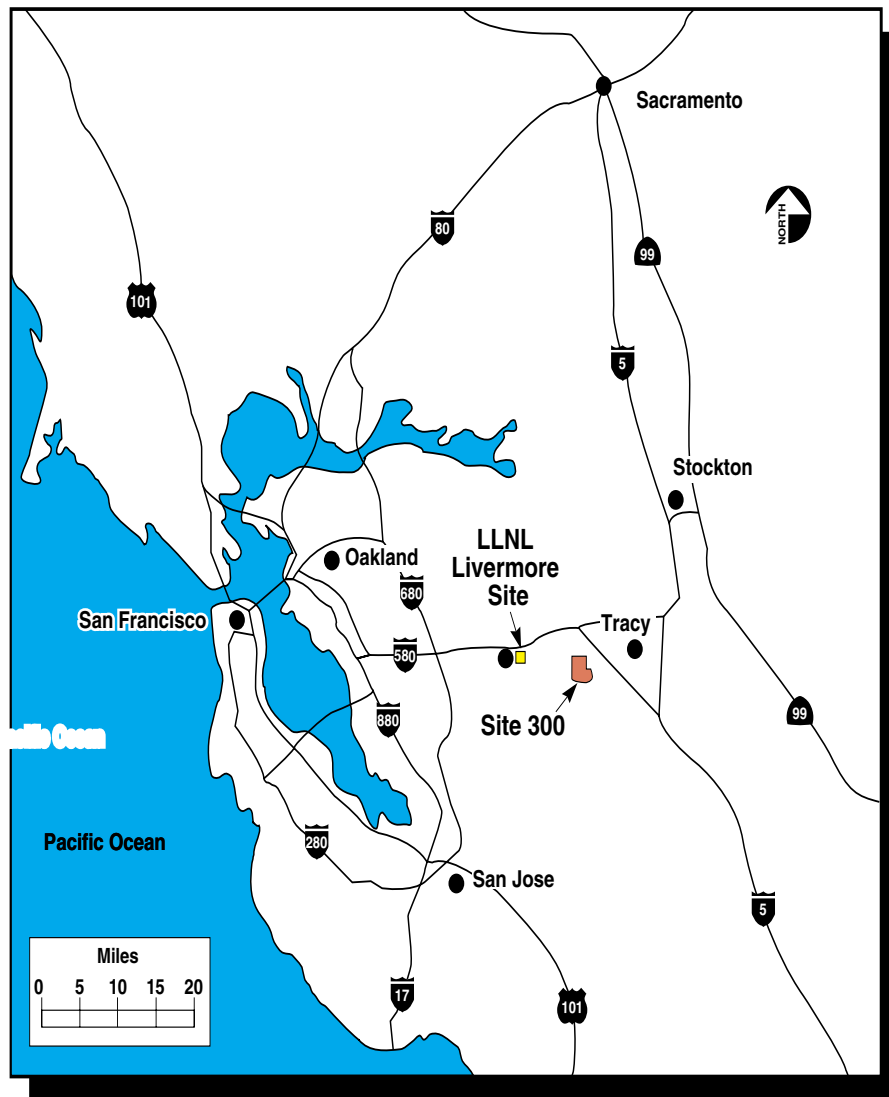 Sacramento
NORTH
80
99
101
5
Stockton
LLNL
Livermore
Site
Oakland
680
San Francisco
Tracy
580
Site 300
880
99
Pacific Ocean
280
San Jose
5
Miles
0 5 10 15 20
17
101